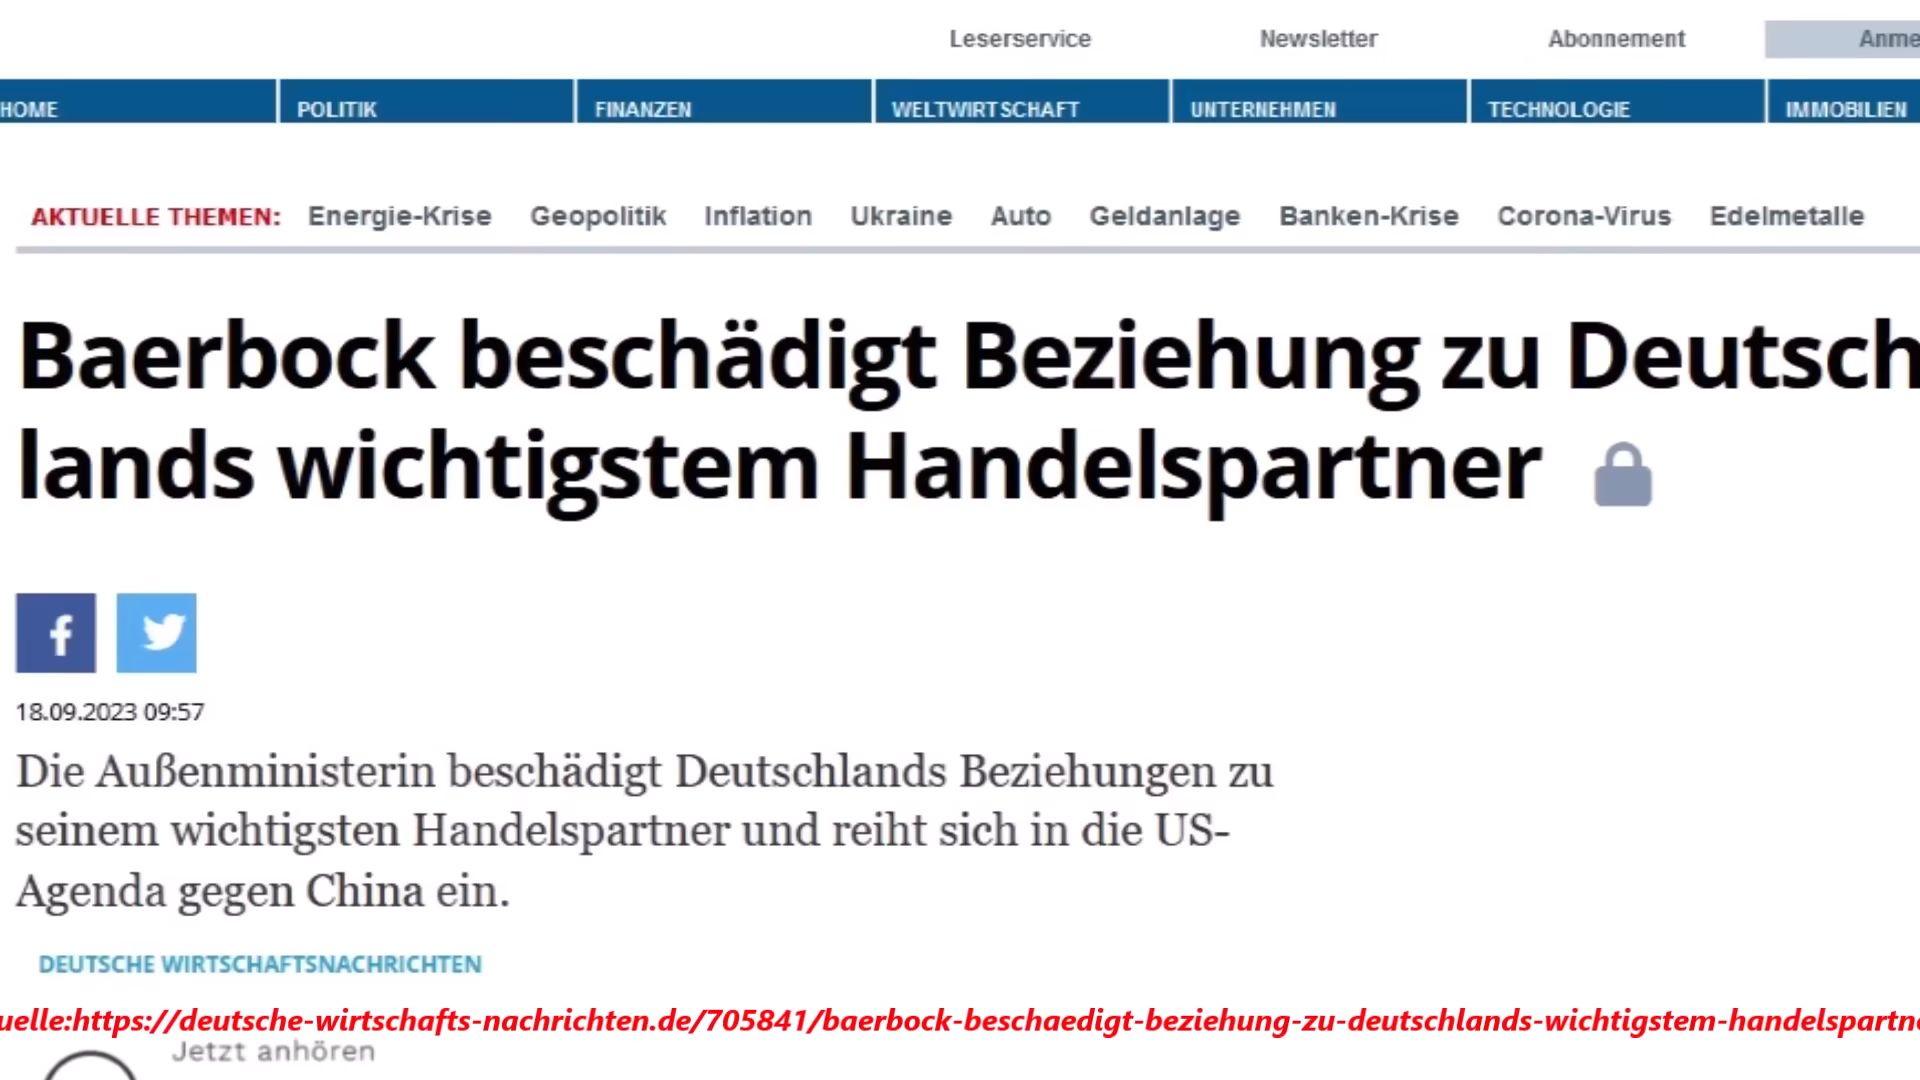 Leserservice Newsletter Abonnement Anme
HOME POLITIK FINANZEN WELTWIRTSCHAFT UNTERNEHMEN TECHNOLOGIE IMMOBILIEN
AKTUELLE THEMEN: Energie-Krise Geopolitik Inflation Ukraine Auto Geldanlage Banken-Krise Corona-Virus Edelmetalle
Baerbock beschädigt Beziehung zu Deutsch
lands wichtigstem Handelspartner
18.09.2023 09:57
Die Außenministerin beschädigt Deutschlands Beziehungen zu
seinem wichtigsten Handelspartner und reiht sich in die US-
Agenda gegen China ein.
DEUTSCHE WIRTSCHAFTSNACHRICHTEN
uelle:https://deutsche-wirtschafts-nachrichten.de/705841/baerbock-beschaedigt-beziehung-zu-deutschlands-wichtigstem-handelspartne
Jetzt anhören